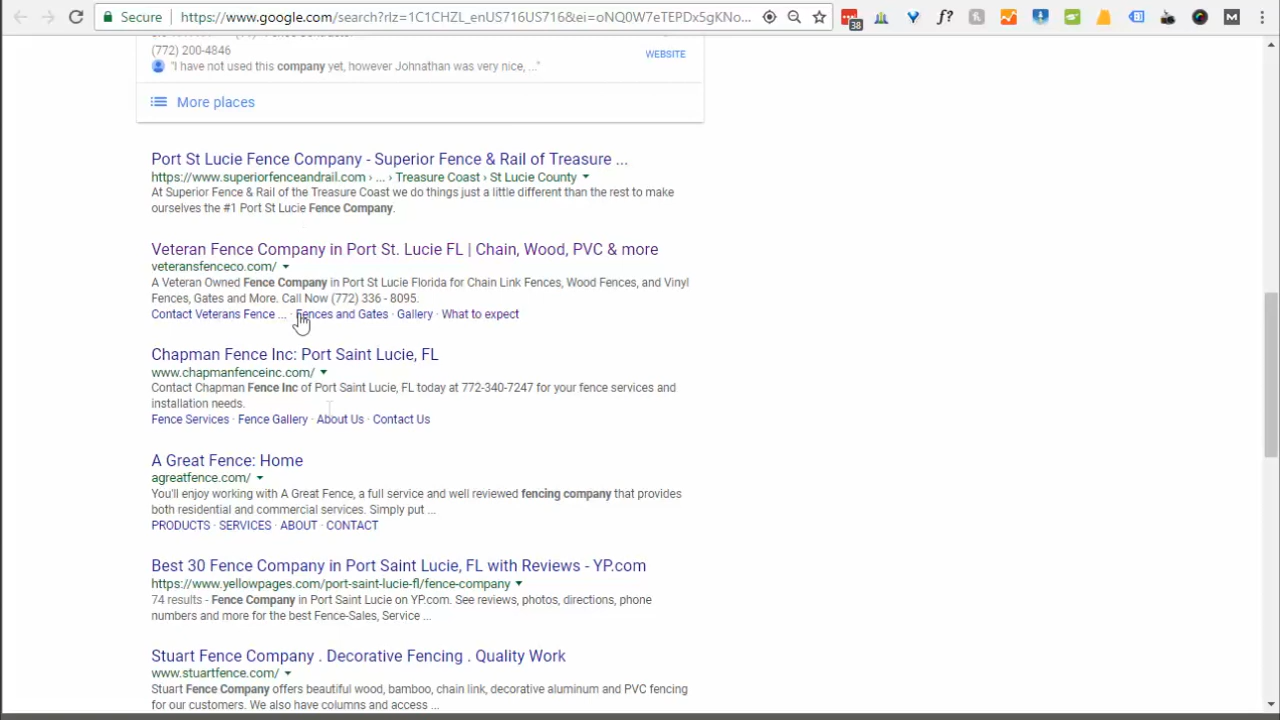 Secure https://www.google.com/search?rlz=1C1CHZL_enUS716US716&ei=oNQ0W7eTEPDx5gKNo...
38
f?
M
(772) 200-4846
WEBSITE
"I have not used this company yet, however Johnathan was very nice, ..."
More places
Port St Lucie Fence Company - Superior Fence & Rail of Treasure ...
https://www.superiorfenceandrail.com › ... › Treasure Coast › St Lucie County
At Superior Fence & Rail of the Treasure Coast we do things just a little different than the rest to make
ourselves the #1 Port St Lucie Fence Company.
Veteran Fence Company in Port St. Lucie FL | Chain, Wood, PVC & more
veteransfenceco.com/
A Veteran Owned Fence Company in Port St Lucie Florida for Chain Link Fences, Wood Fences, and Vinyl
Fences, Gates and More. Call Now (772) 336 - 8095.
Contact Veterans Fence ... · Fences and Gates · Gallery · What to expect
Chapman Fence Inc: Port Saint Lucie, FL
www.chapmanfenceinc.com/
Contact Chapman Fence Inc of Port Saint Lucie, FL today at 772-340-7247 for your fence services and
installation needs.
Fence Services · Fence Gallery · About Us · Contact Us
A Great Fence: Home
agreatfence.com/
You'll enjoy working with A Great Fence, a full service and well reviewed fencing company that provides
both residential and commercial services. Simply put ...
PRODUCTS · SERVICES · ABOUT · CONTACT
Best 30 Fence Company in Port Saint Lucie, FL with Reviews - YP.com
https://www.yellowpages.com/port-saint-lucie-fl/fence-company
74 results - Fence Company in Port Saint Lucie on YP.com. See reviews, photos, directions, phone
numbers and more for the best Fence-Sales, Service ...
Stuart Fence Company . Decorative Fencing . Quality Work
www.stuartfence.com/
Stuart Fence Company offers beautiful wood, bamboo, chain link, decorative aluminum and PVC fencing
for our customers. We also have columns and access ...